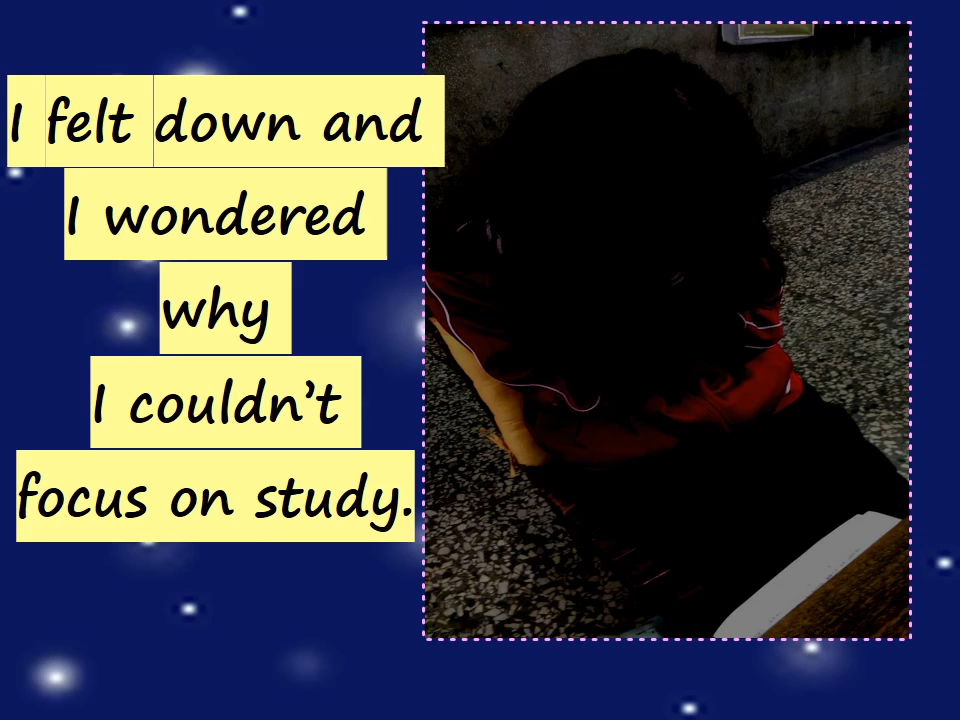 I felt down and
I wondered
why
I couldn’t
focus on study.